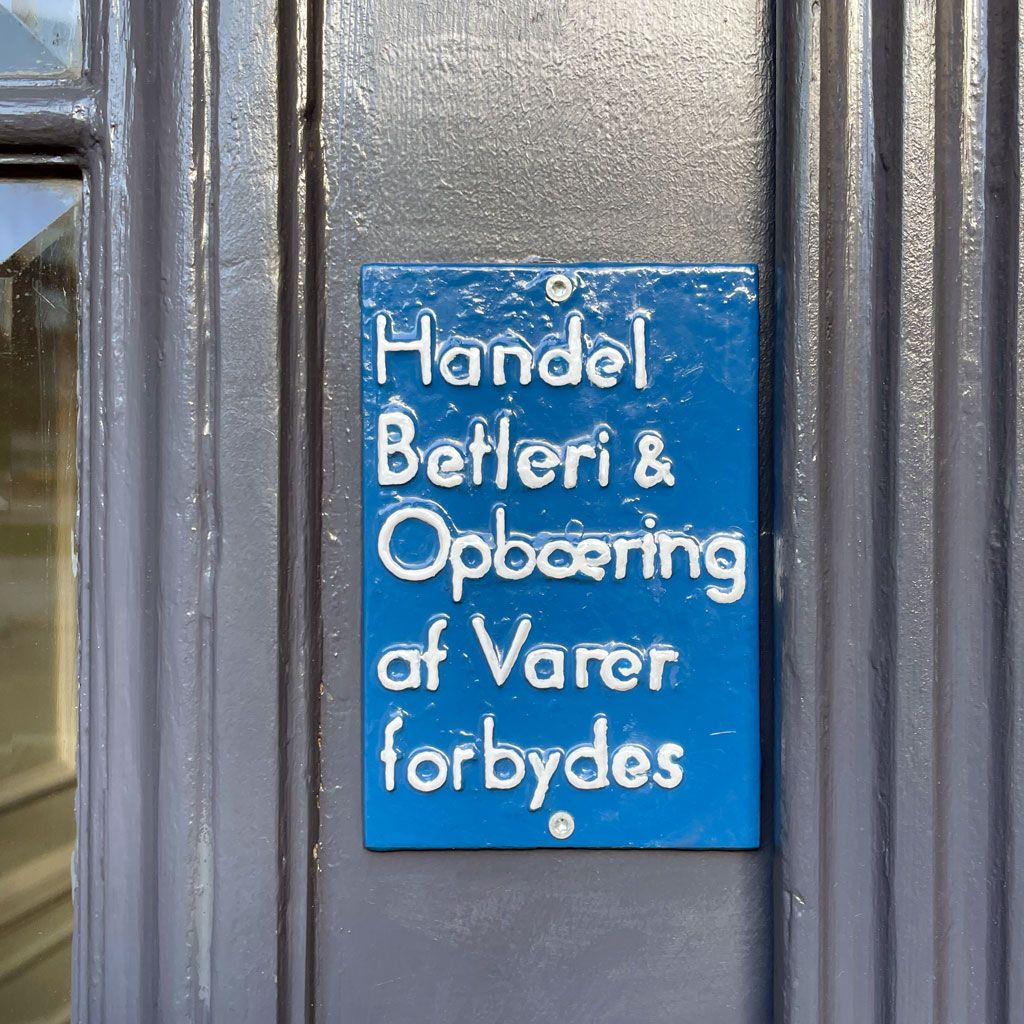 Handel
Betleri &
Opbæring
af Varer
forbydes